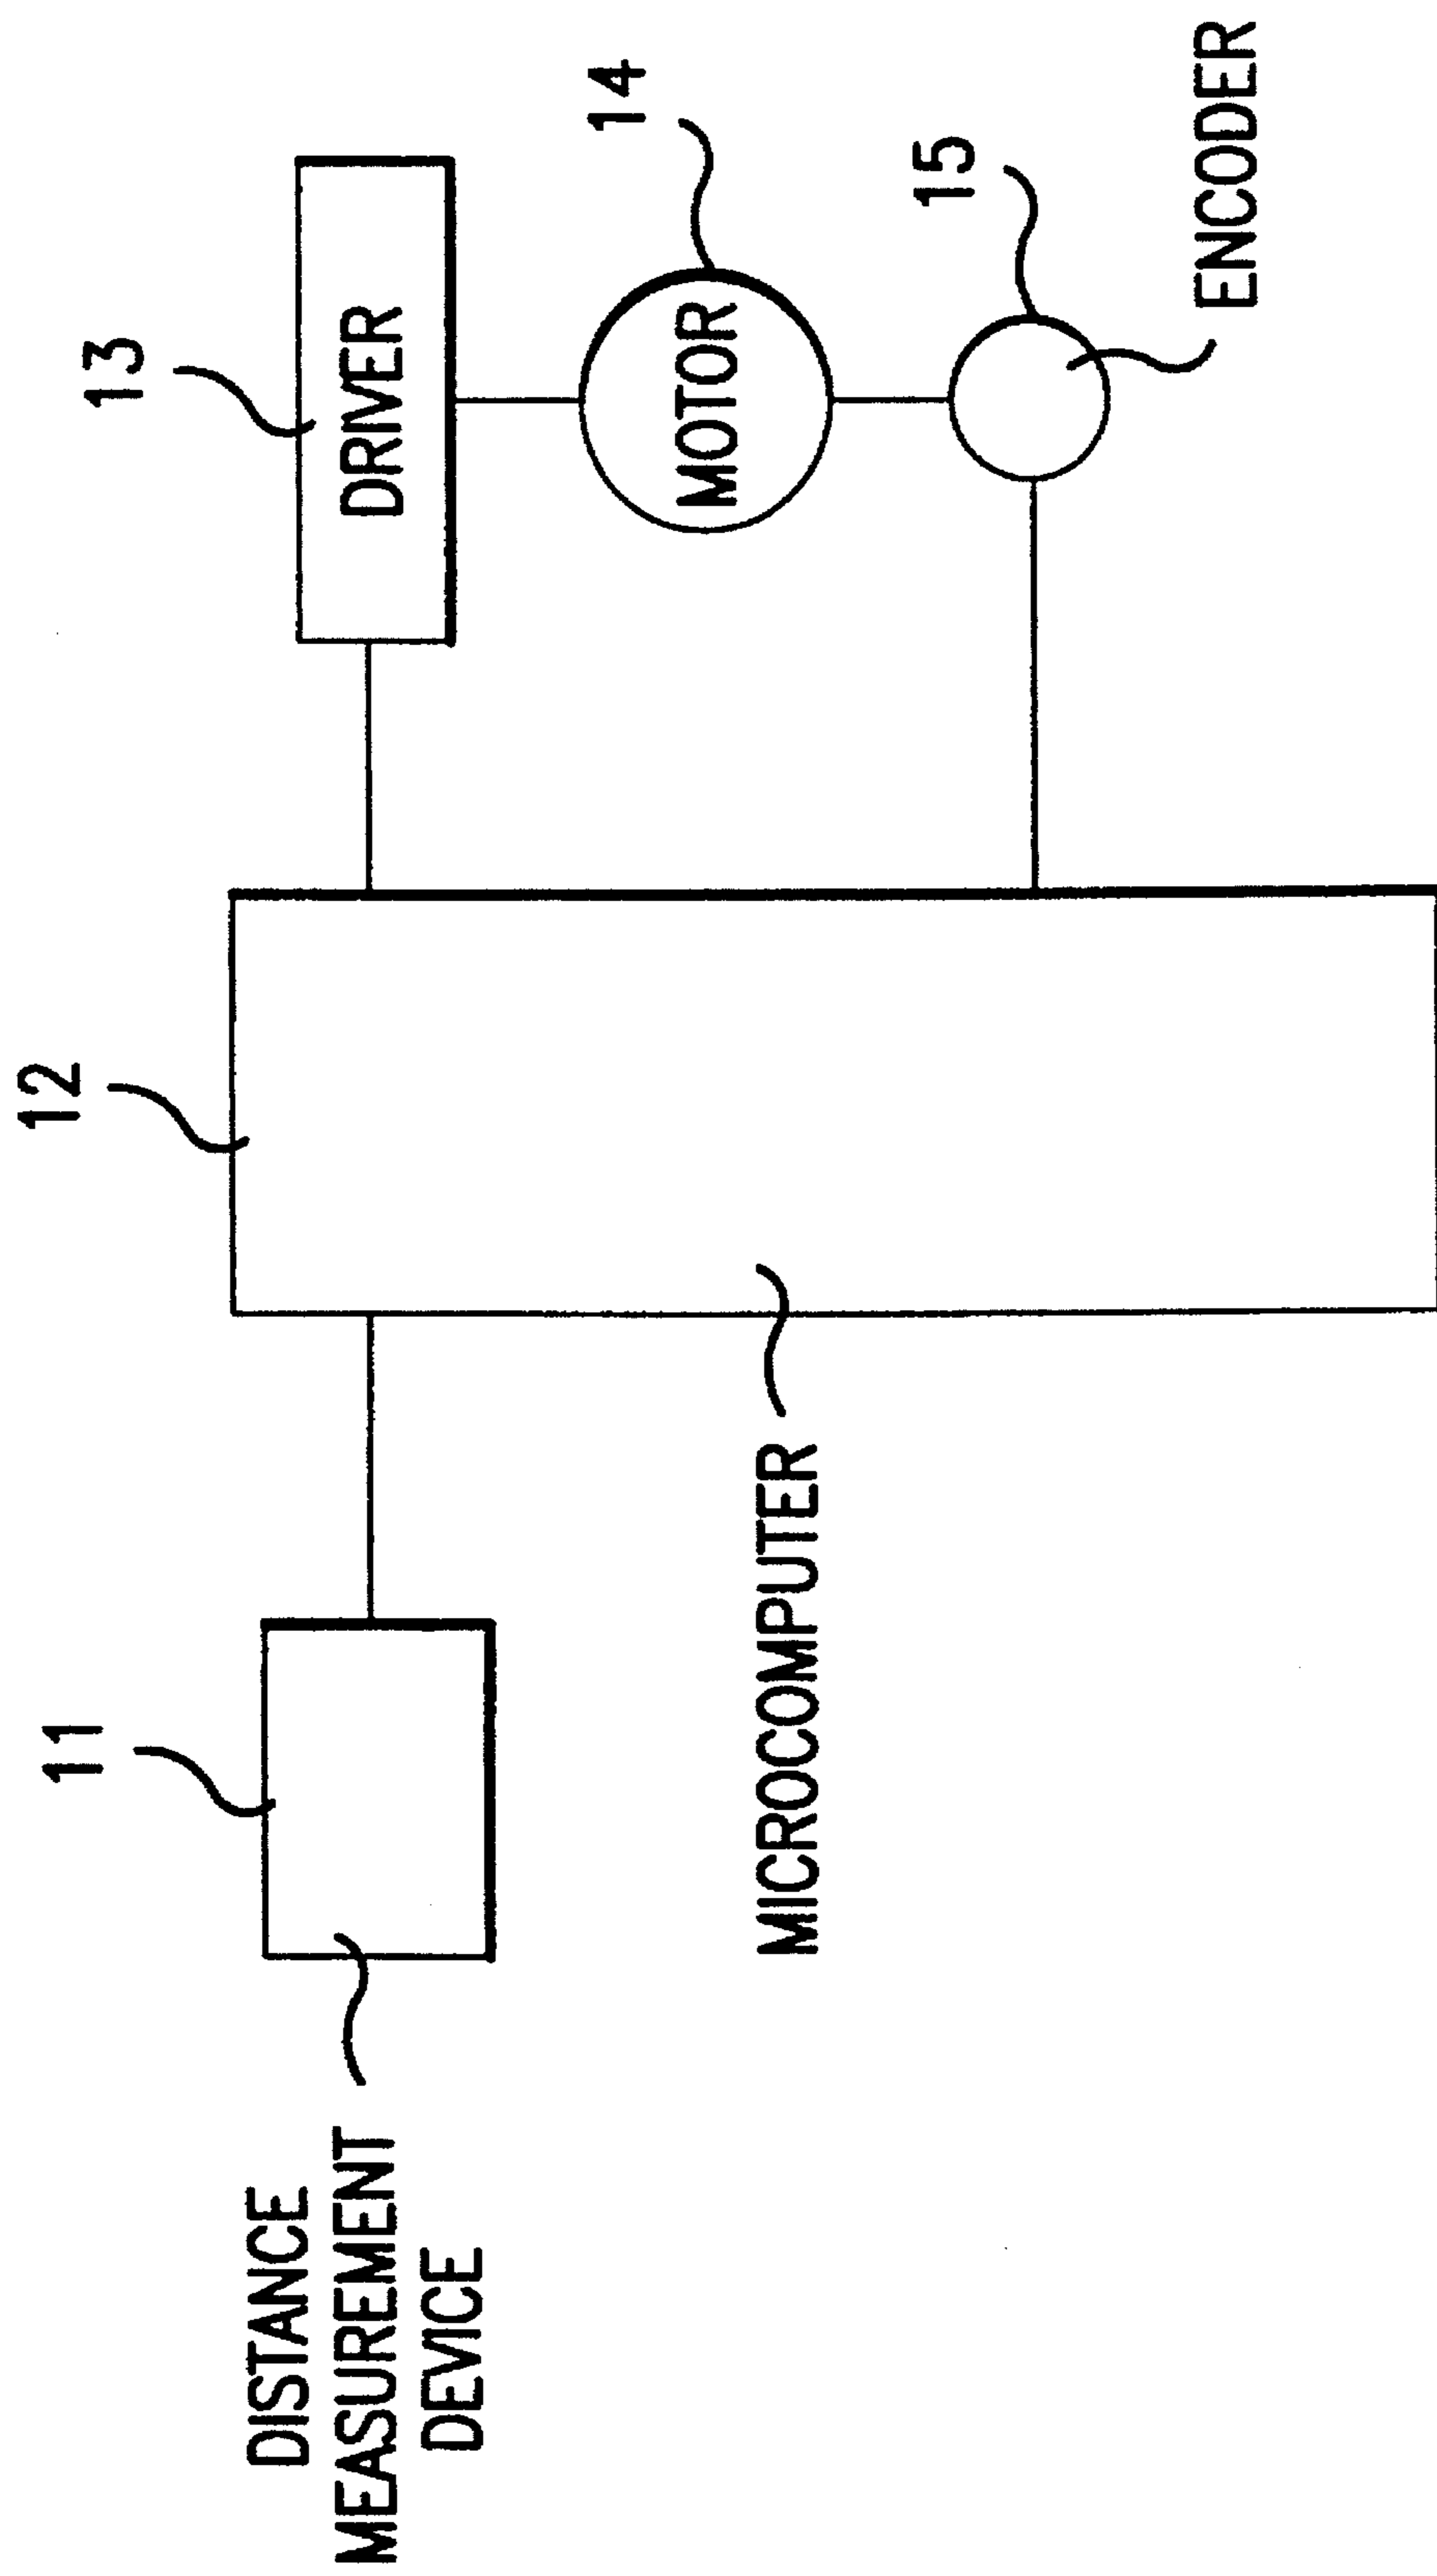 11
12
13
DRIVER
14
MOTOR
15
ENCODER
DISTANCE
MEASUREMENT
DEVICE
MICROCOMPUTER